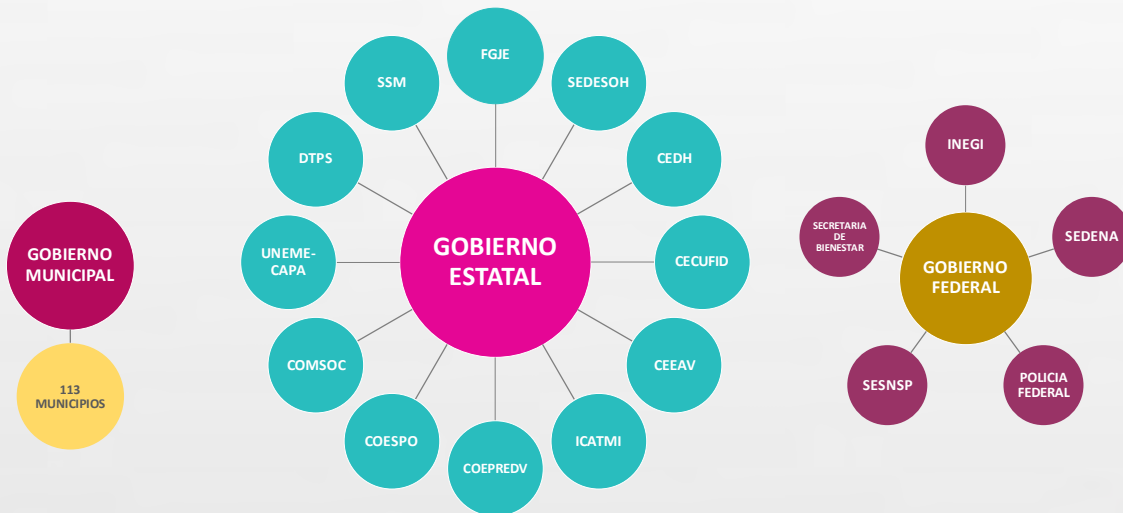 GOBIERNO
MUNICIPAL
113
MUNICIPIOS
GOBIERNO
ESTATAL
FGJE
SEDESOH
CEDH
CECUFID
CEEAV
ICATMI
COEPREDV
COESPO
COMSOC
UNEME-
CAPA
DTPS
SSM
GOBIERNO
FEDERAL
INEGI
SEDENA
POLICIA
FEDERAL
SESNSP
SECRETARIA
DE
BIENESTAR